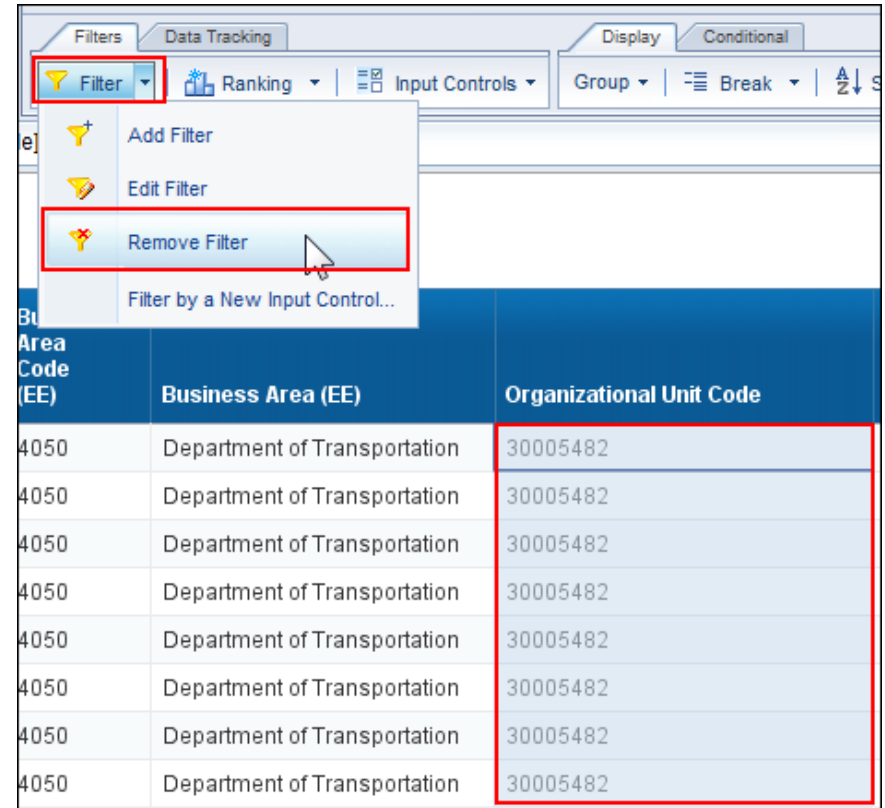 Filters Data Tracking Display Conditional
Filter Ranking Input Controls Group Break A Z S
e] Add Filter
Edit Filter
Remove Filter
Filter by a New Input Control...
Bu
Area
Code
(EE) Business Area (EE) Organizational Unit Code
4050 Department of Transportation 30005482
4050 Department of Transportation 30005482
4050 Department of Transportation 30005482
4050 Department of Transportation 30005482
4050 Department of Transportation 30005482
4050 Department of Transportation 30005482
4050 Department of Transportation 30005482
4050 Department of Transportation 30005482